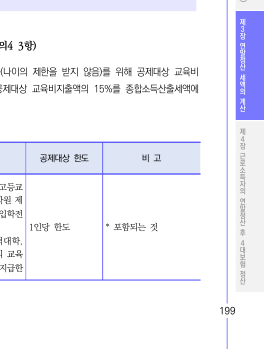 의4 3항)
(나이의 제한을 받지 않음)를 위해 공제대상 교육비
공제대상 교육비지출액의 15%를 종합소득산출세액에
공제대상 한도
비 고
고등교
학원 제
입학전
1인당 한도
* 포함되는 것
대학,
교육
지급한
제3장 연말정산 세액의 계산
제4장 근로소득자의 연말정산 후 4대보험 정산
199